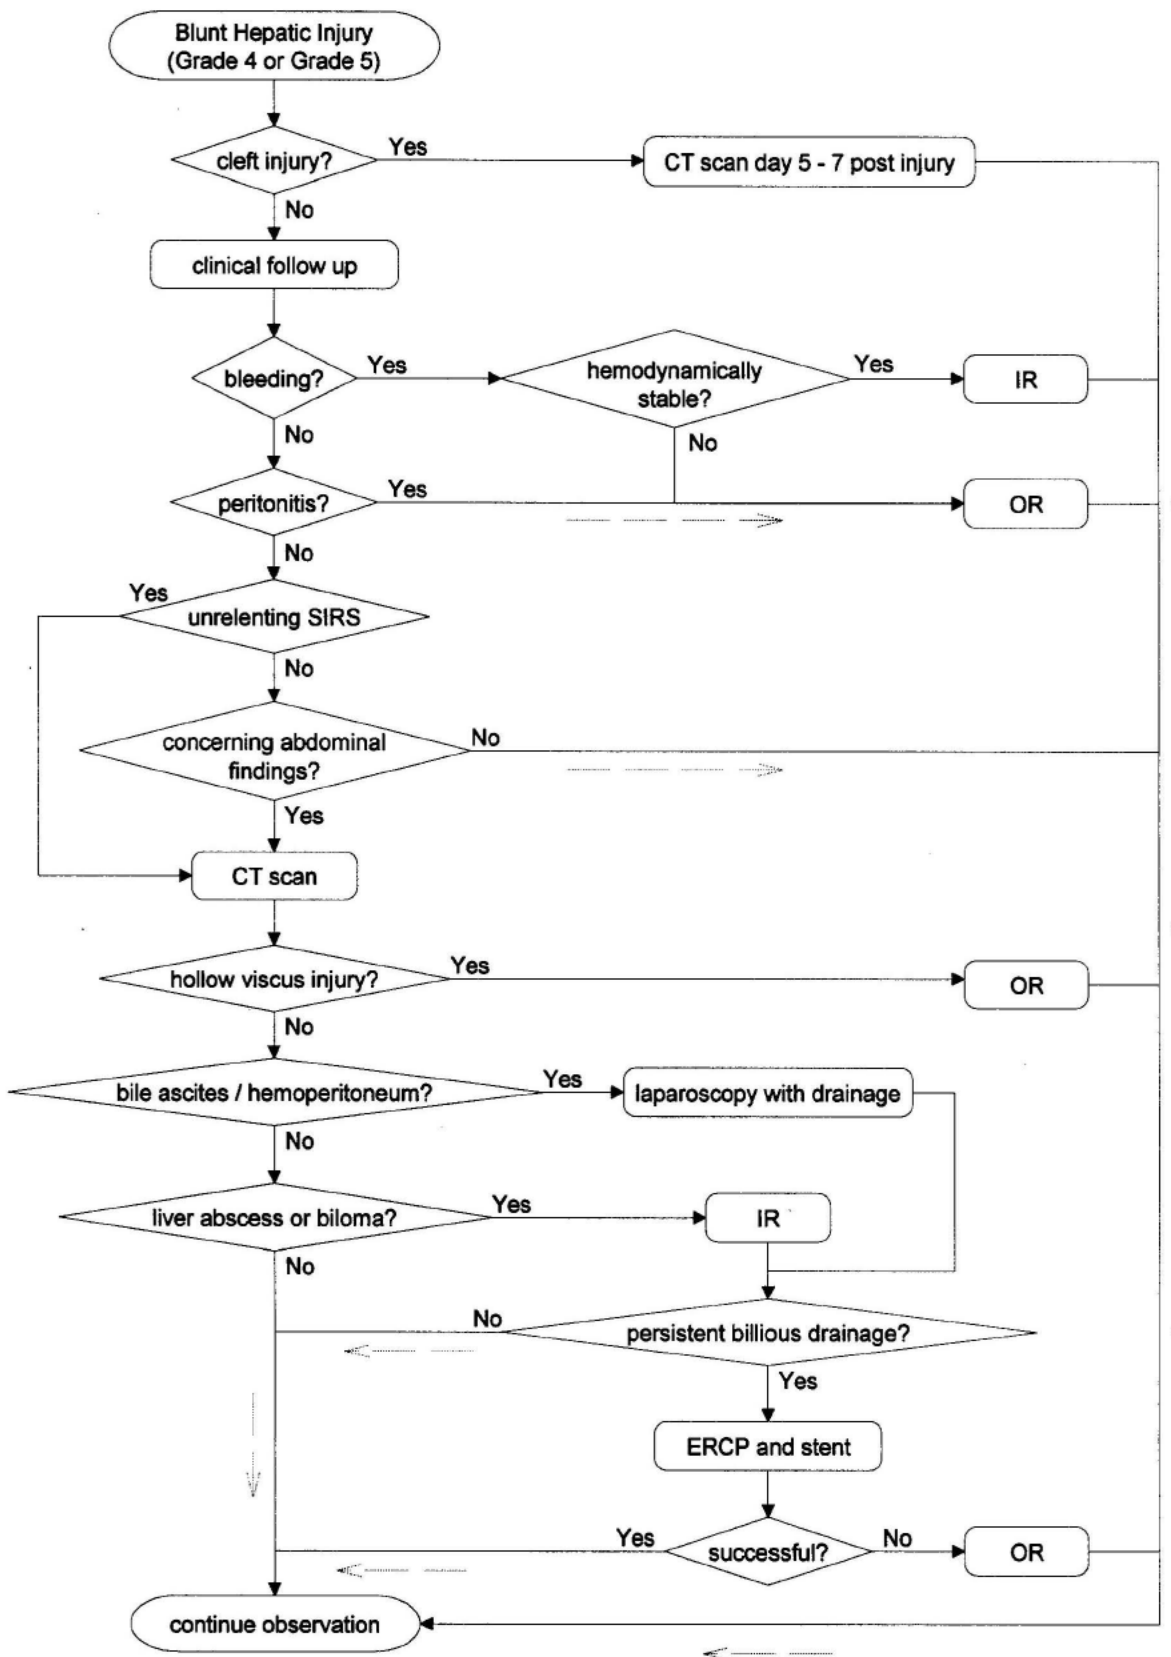 Blunt Hepatic Injury
(Grade 4 or Grade 5)
cleft injury?
Yes
CT scan day 5 - 7 post injury
No
clinical follow up
bleeding?
Yes
hemodynamically
stable?
Yes
IR
No
No
peritonitis?
Yes
OR
No
Yes
unrelenting SIRS
No
concerning abdominal
findings?
No
Yes
CT scan
hollow viscus injury?
Yes
OR
No
bile ascites / hemoperitoneum?
Yes
laparoscopy with drainage
No
liver abscess or biloma?
Yes
IR
No
No
persistent billious drainage?
Yes
ERCP and stent
Yes
successful?
No
OR
continue observation